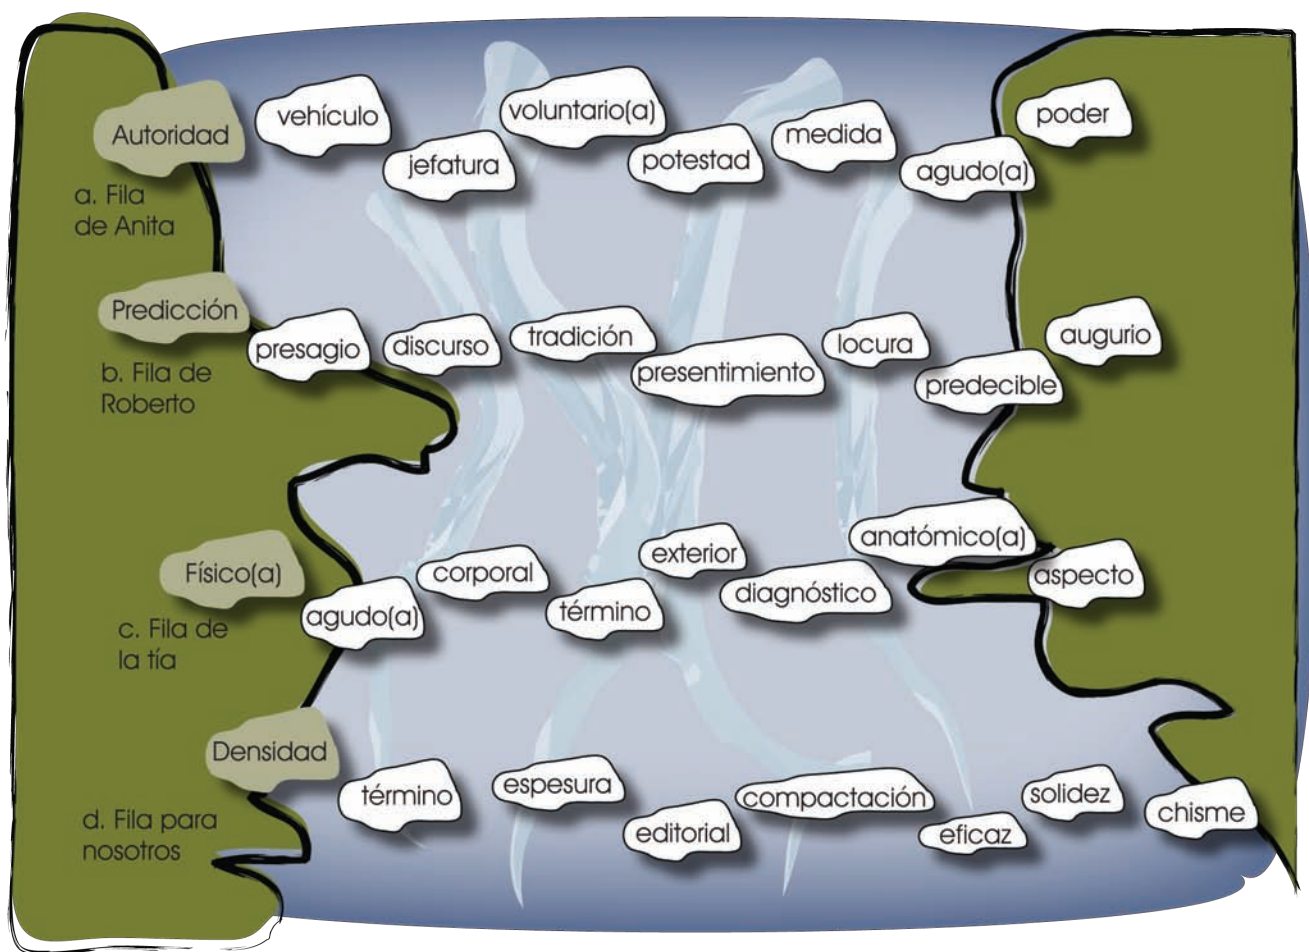 Autoridad
vehículo
jefatura
voluntario(a)
potestad
medida
agudo(a)
poder
a. Fila
de Anita
Predicción
presagio
discurso
tradición
presentimiento
locura
predecible
augurio
b. Fila de
Roberto
Físico(a)
agudo(a)
corporal
término
exterior
diagnóstico
anatómico(a)
aspecto
c. Fila de
la tía
Densidad
término
espesura
editorial
compactación
eficaz
solidez
chisme
d. Fila para
nosotros